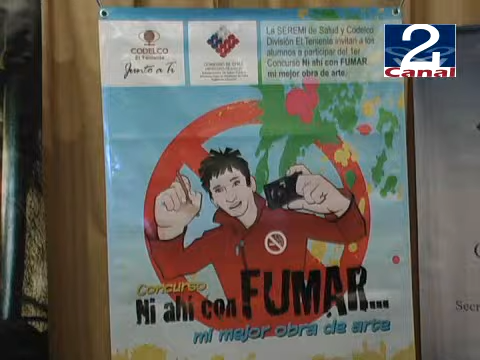 CODELCO
El Teniente
Junto a Ti
GOBIERNO DE CHILE
La SEREMI de Salud y Codelco
División El Teniente invitan a los
alumnos a participar del 1er
Concurso Ni ahí con FUMAR
mi mejor obra de arte.
2
Canal
Concurso
Ni ahí con FUMAR...
mi mejor obra de arte
Secre